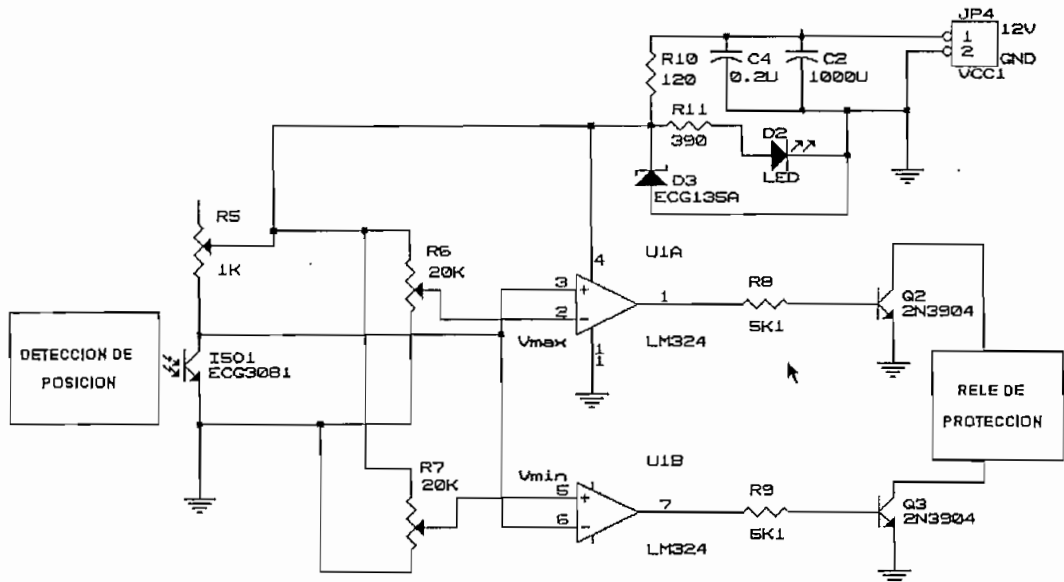 JP4
1 12V
2 GND
VCC1
R10
120
C4
0.2U
C2
1000U
R11
390
D2
LED
D3
ECG135A
R5
1K
R6
20K
U1A
4
3
+
2
-
1
Vmax
1
1
LM324
R8
5K1
Q2
2N3904
DETECCION DE
POSICION
I501
ECG3081
RELE DE
PROTECCION
R7
20K
Vmin
U1B
5
+
6
-
7
LM324
R9
5K1
Q3
2N3904